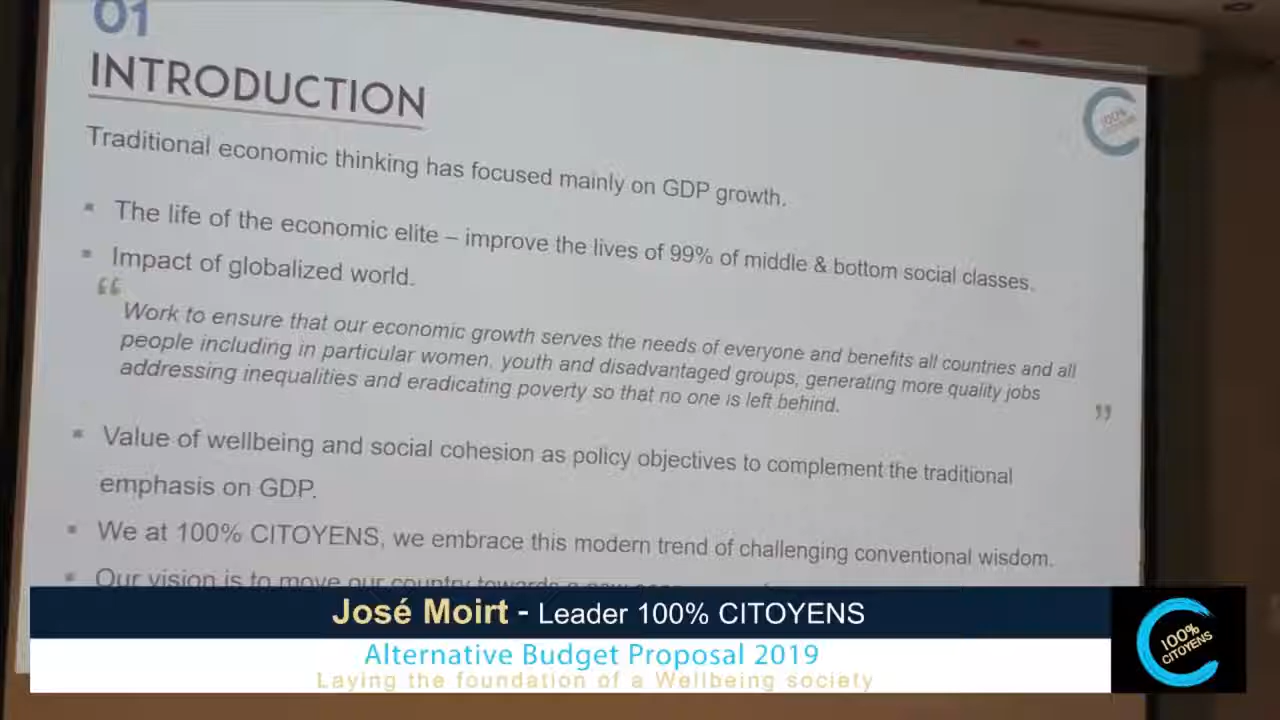 01
INTRODUCTION
100%
CITOYENS
Traditional economic thinking has focused mainly on GDP growth.
▪ The life of the economic elite – improve the lives of 99% of middle & bottom social classes.
▪ Impact of globalized world.
“
Work to ensure that our economic growth serves the needs of everyone and benefits all countries and all
people including in particular women, youth and disadvantaged groups, generating more quality jobs
addressing inequalities and eradicating poverty so that no one is left behind.
”
▪ Value of wellbeing and social cohesion as policy objectives to complement the traditional
emphasis on GDP.
▪ We at 100% CITOYENS, we embrace this modern trend of challenging conventional wisdom.
▪ Our vision is to move our country towards a new
José Moirt - Leader 100% CITOYENS
Alternative Budget Proposal 2019
Laying the foundation of a Wellbeing society
100%
CITOYENS